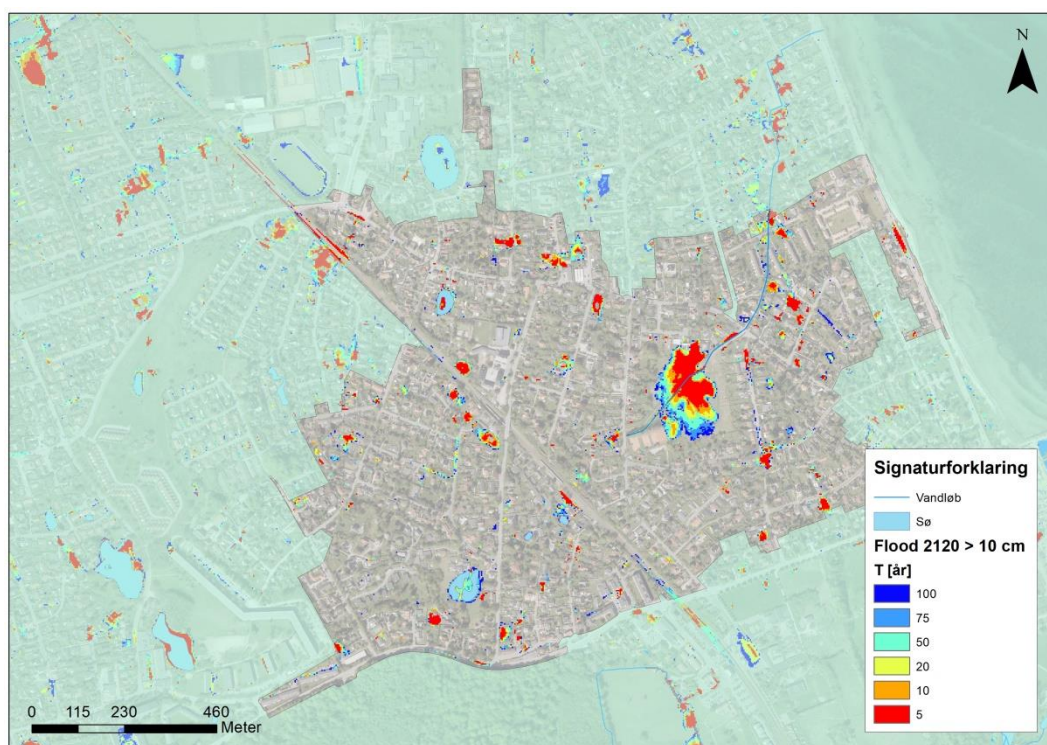 N
Signaturforklaring
Vandløb
Sø
Flood 2120 > 10 cm
T [år]
100
75
50
20
10
5
0 115 230 460
Meter